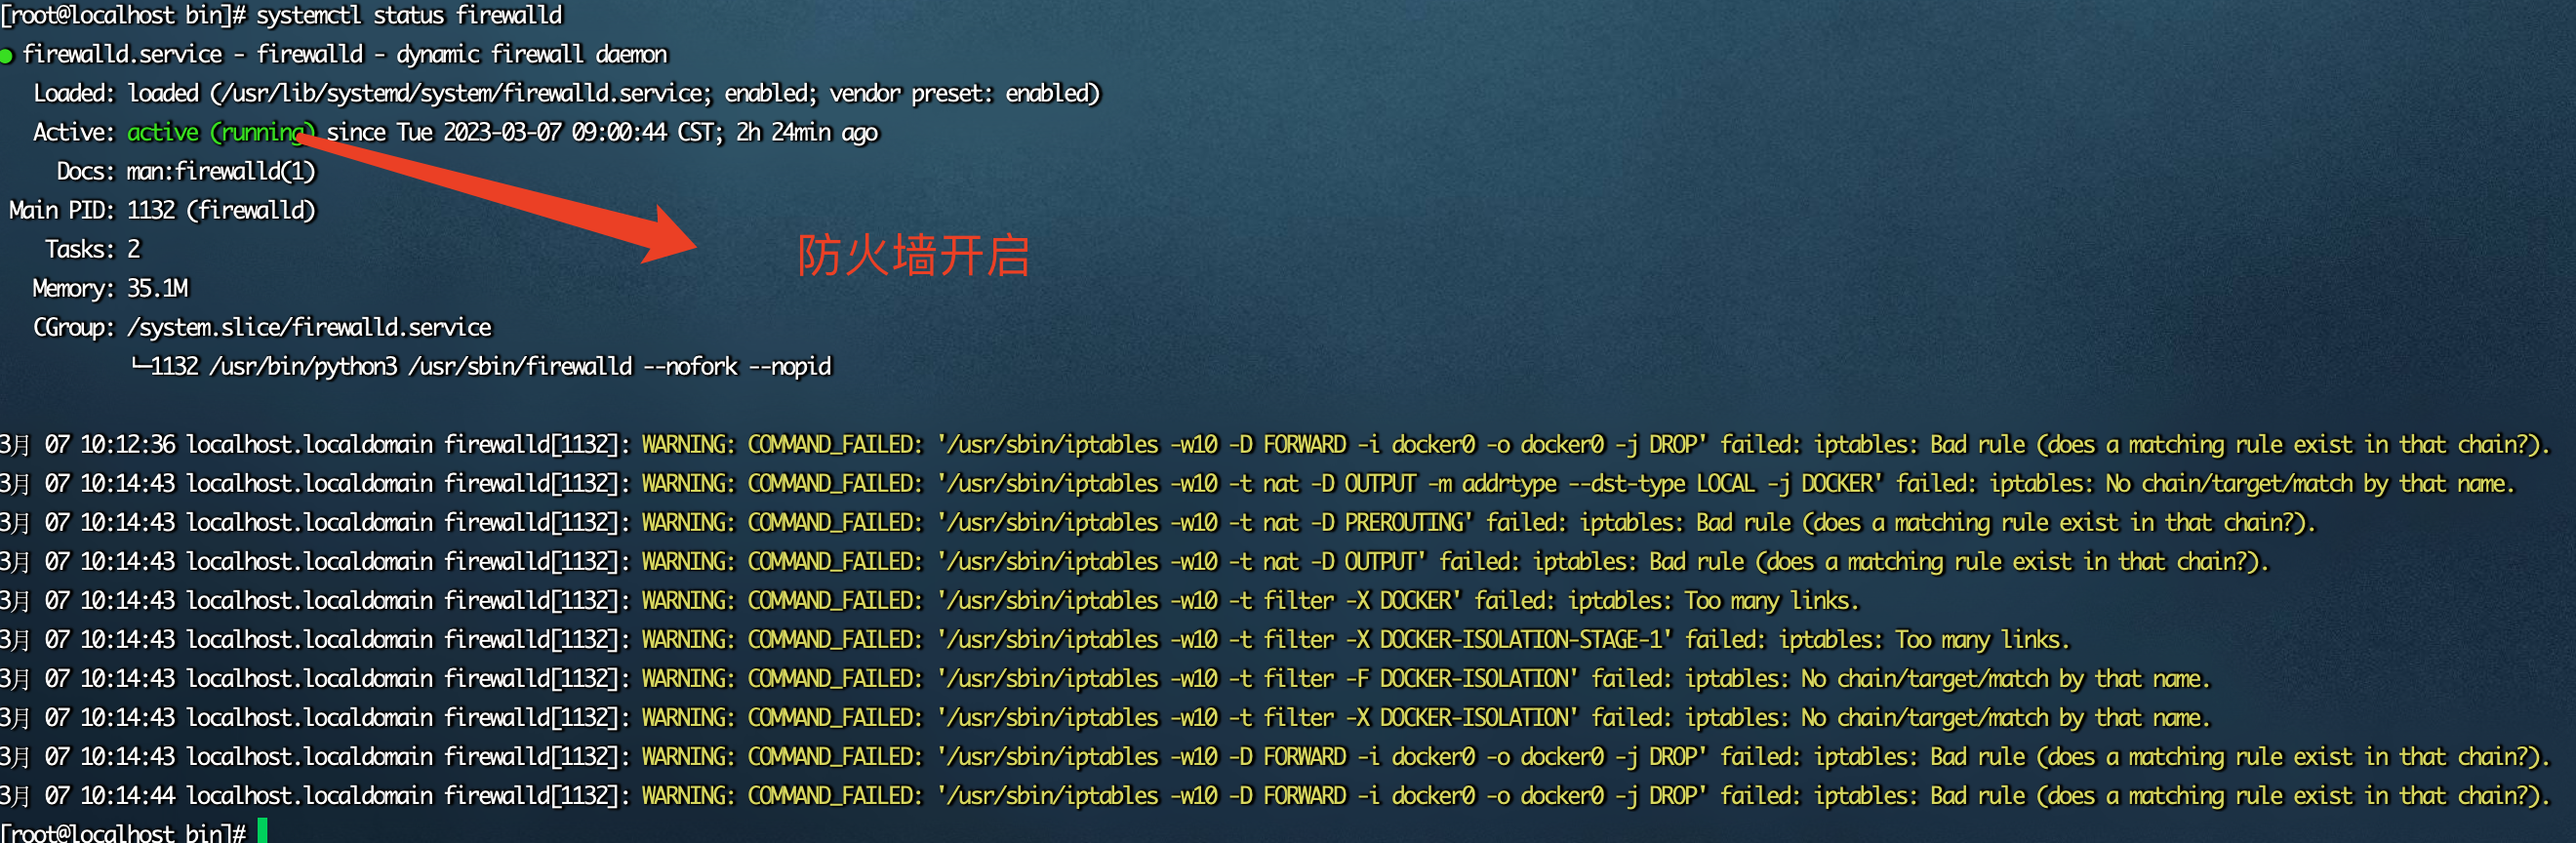 [root@localhost bin]# systemctl status firewalld
● firewalld.service - firewalld - dynamic firewall daemon
Loaded: loaded (/usr/lib/systemd/system/firewalld.service; enabled; vendor preset: enabled)
Active: active (running) since Tue 2023-03-07 09:00:44 CST; 2h 24min ago
Docs: man:firewalld(1)
Main PID: 1132 (firewalld)
防火墙开启
Tasks: 2
Memory: 35.1M
CGroup: /system.slice/firewalld.service
└─1132 /usr/bin/python3 /usr/sbin/firewalld --nofork --nopid
3月 07 10:12:36 localhost.localdomain firewalld[1132]: WARNING: COMMAND_FAILED: '/usr/sbin/iptables -w10 -D FORWARD -i docker0 -o docker0 -j DROP' failed: iptables: Bad rule (does a matching rule exist in that chain?).
3月 07 10:14:43 localhost.localdomain firewalld[1132]: WARNING: COMMAND_FAILED: '/usr/sbin/iptables -w10 -t nat -D OUTPUT -m addrtype --dst-type LOCAL -j DOCKER' failed: iptables: No chain/target/match by that name.
3月 07 10:14:43 localhost.localdomain firewalld[1132]: WARNING: COMMAND_FAILED: '/usr/sbin/iptables -w10 -t nat -D PREROUTING' failed: iptables: Bad rule (does a matching rule exist in that chain?).
3月 07 10:14:43 localhost.localdomain firewalld[1132]: WARNING: COMMAND_FAILED: '/usr/sbin/iptables -w10 -t nat -D OUTPUT' failed: iptables: Bad rule (does a matching rule exist in that chain?).
3月 07 10:14:43 localhost.localdomain firewalld[1132]: WARNING: COMMAND_FAILED: '/usr/sbin/iptables -w10 -t filter -X DOCKER' failed: iptables: Too many links.
3月 07 10:14:43 localhost.localdomain firewalld[1132]: WARNING: COMMAND_FAILED: '/usr/sbin/iptables -w10 -t filter -X DOCKER-ISOLATION-STAGE-1' failed: iptables: Too many links.
3月 07 10:14:43 localhost.localdomain firewalld[1132]: WARNING: COMMAND_FAILED: '/usr/sbin/iptables -w10 -t filter -F DOCKER-ISOLATION' failed: iptables: No chain/target/match by that name.
3月 07 10:14:43 localhost.localdomain firewalld[1132]: WARNING: COMMAND_FAILED: '/usr/sbin/iptables -w10 -t filter -X DOCKER-ISOLATION' failed: iptables: No chain/target/match by that name.
3月 07 10:14:43 localhost.localdomain firewalld[1132]: WARNING: COMMAND_FAILED: '/usr/sbin/iptables -w10 -D FORWARD -i docker0 -o docker0 -j DROP' failed: iptables: Bad rule (does a matching rule exist in that chain?).
3月 07 10:14:44 localhost.localdomain firewalld[1132]: WARNING: COMMAND_FAILED: '/usr/sbin/iptables -w10 -D FORWARD -i docker0 -o docker0 -j DROP' failed: iptables: Bad rule (does a matching rule exist in that chain?).
[root@localhost bin]#